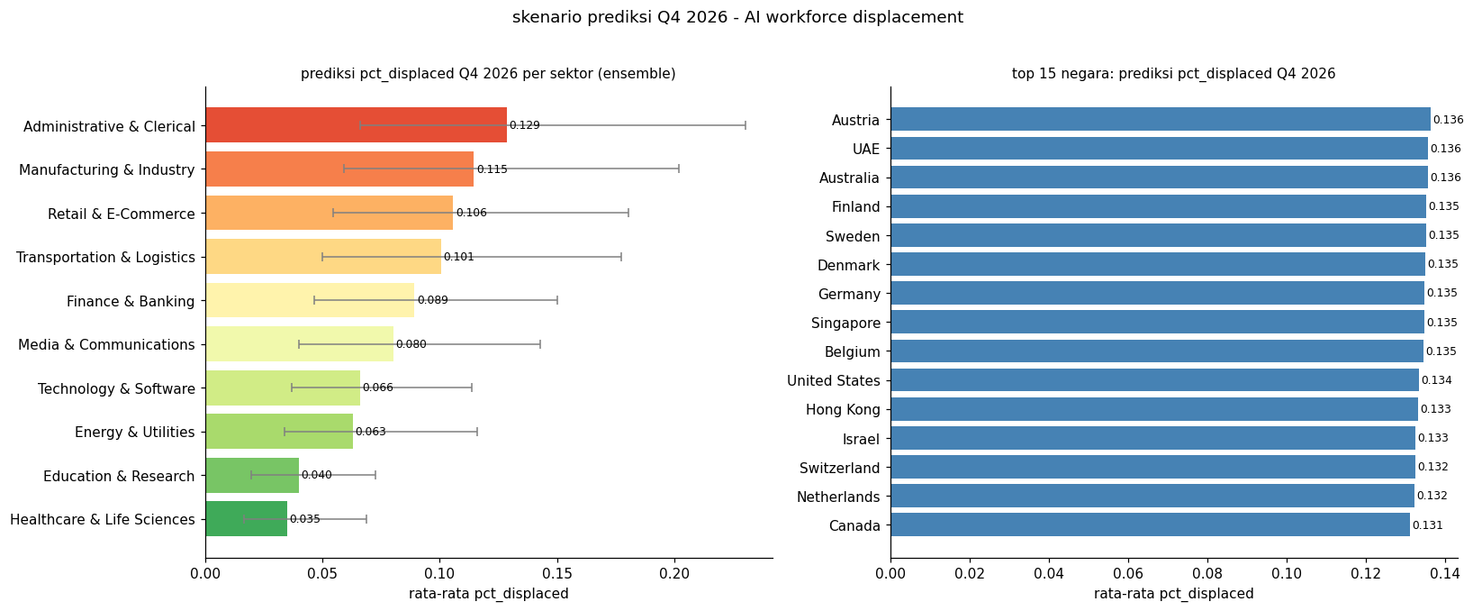 skenario prediksi Q4 2026 - AI workforce displacement
prediksi pct_displaced Q4 2026 per sektor (ensemble)
Administrative & Clerical 0.129
Manufacturing & Industry 0.115
Retail & E-Commerce 0.106
Transportation & Logistics 0.101
Finance & Banking 0.089
Media & Communications 0.080
Technology & Software 0.066
Energy & Utilities 0.063
Education & Research 0.040
Healthcare & Life Sciences 0.035
0.00 0.05 0.10 0.15 0.20
rata-rata pct_displaced
top 15 negara: prediksi pct_displaced Q4 2026
Austria 0.136
UAE 0.136
Australia 0.136
Finland 0.135
Sweden 0.135
Denmark 0.135
Germany 0.135
Singapore 0.135
Belgium 0.135
United States 0.134
Hong Kong 0.133
Israel 0.133
Switzerland 0.132
Netherlands 0.132
Canada 0.131
0.00 0.02 0.04 0.06 0.08 0.10 0.12 0.14
rata-rata pct_displaced